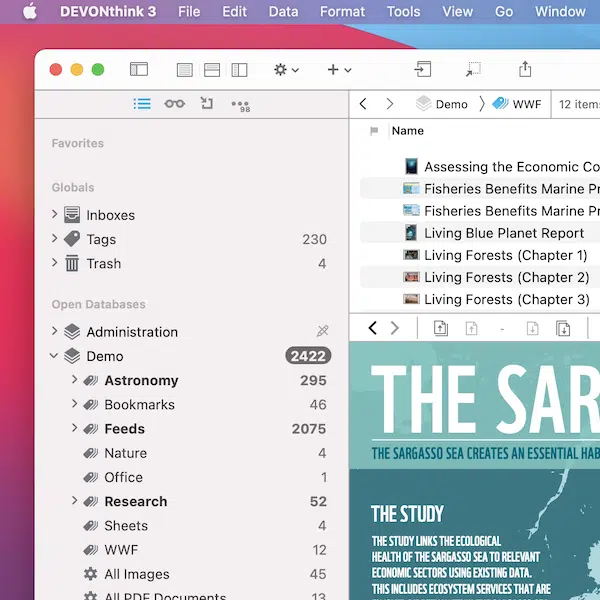 DEVONthink 3 File Edit Data Format Tools View Go Window
98
Demo WWF 12 items
Name
Favorites
Globals
Inboxes
Tags 230
Trash 4
Open Databases
Administration
Demo 2422
Astronomy 295
Bookmarks 46
Feeds 2075
Nature 4
Office 1
Research 52
Sheets 4
WWF 12
All Images 45
All PDF Documents 13
Assessing the Economic Co
Fisheries Benefits Marine Pr
Fisheries Benefits Marine Pr
Living Blue Planet Report
Living Forests (Chapter 1)
Living Forests (Chapter 2)
Living Forests (Chapter 3)
THE SAR
THE SARGASSO SEA CREATES AN ESSENTIAL HAB
THE STUDY
THE STUDY LINKS THE ECOLOGICAL
HEALTH OF THE SARGASSO SEA TO RELEVANT
ECONOMIC SECTORS USING EXISTING DATA.
THIS INCLUDES ECOSYSTEM SERVICES THAT ARE